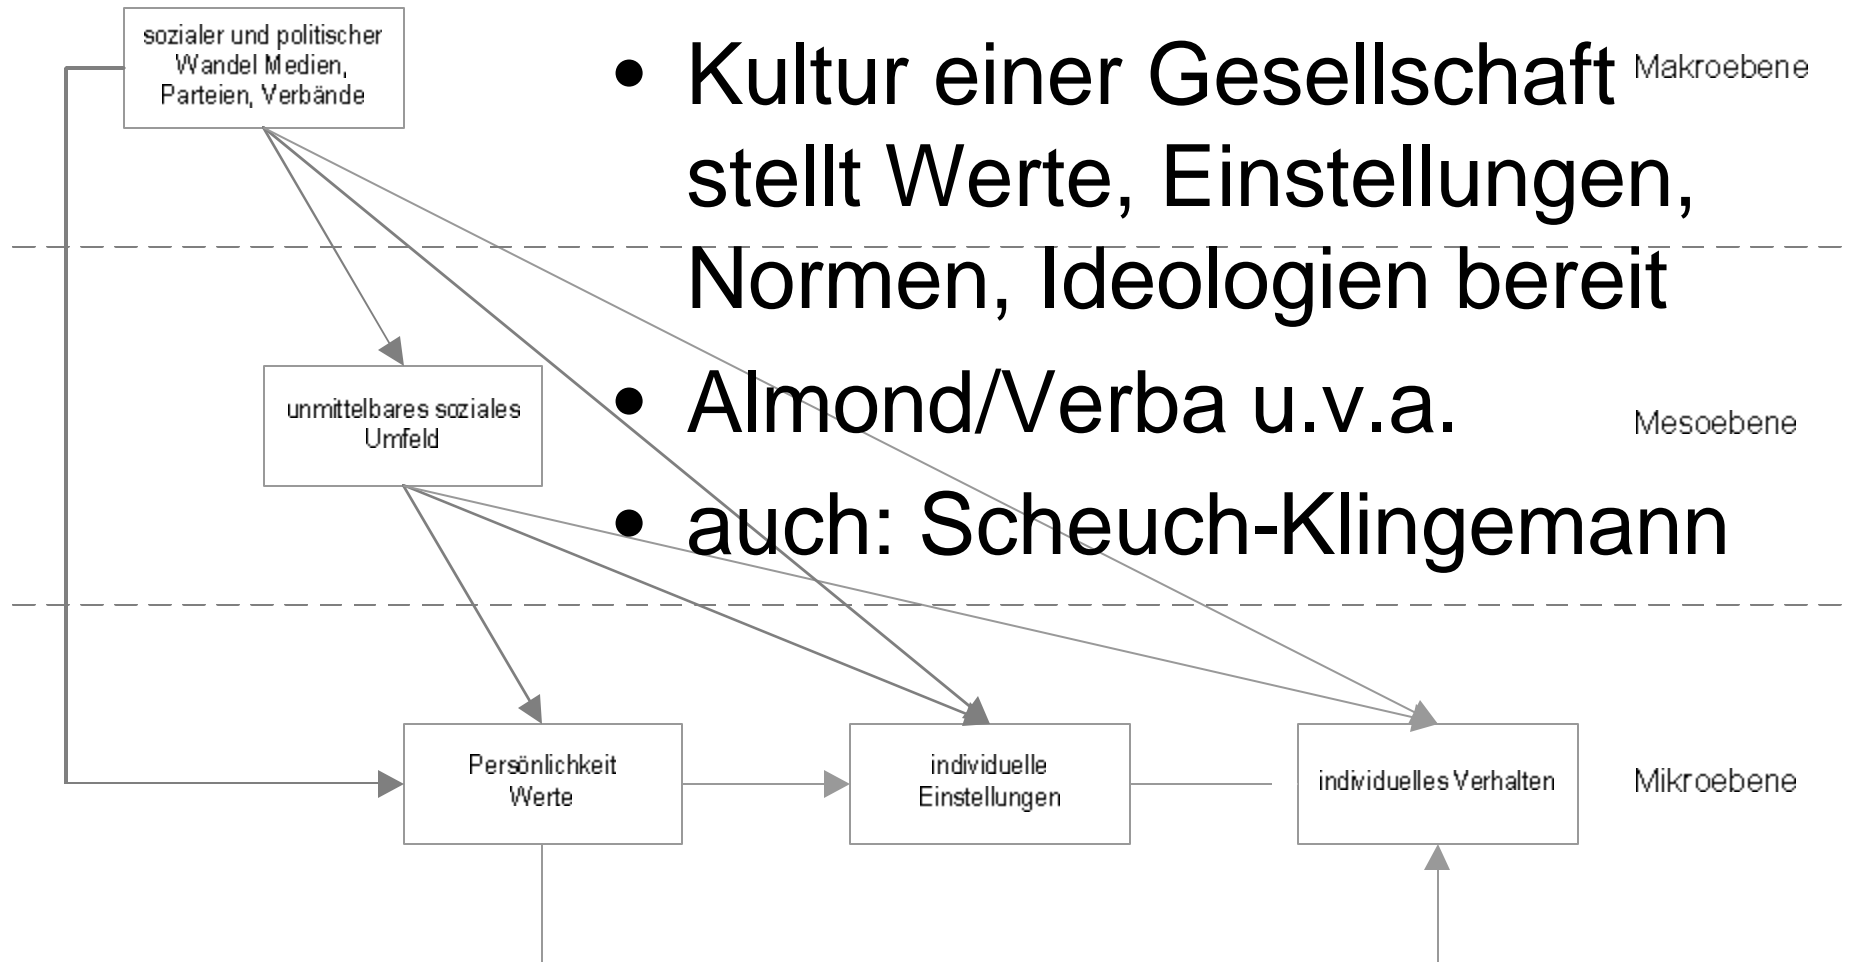 sozialer und politischer
Wandel Medien,
Parteien, Verbände
• Kultur einer Gesellschaft
stellt Werte, Einstellungen,
Normen, Ideologien bereit
• Almond/Verba u.v.a.
• auch: Scheuch-Klingemann
Makroebene
unmittelbares soziales
Umfeld
Mesoebene
Persönlichkeit
Werte
individuelle
Einstellungen
individuelles Verhalten
Mikroebene